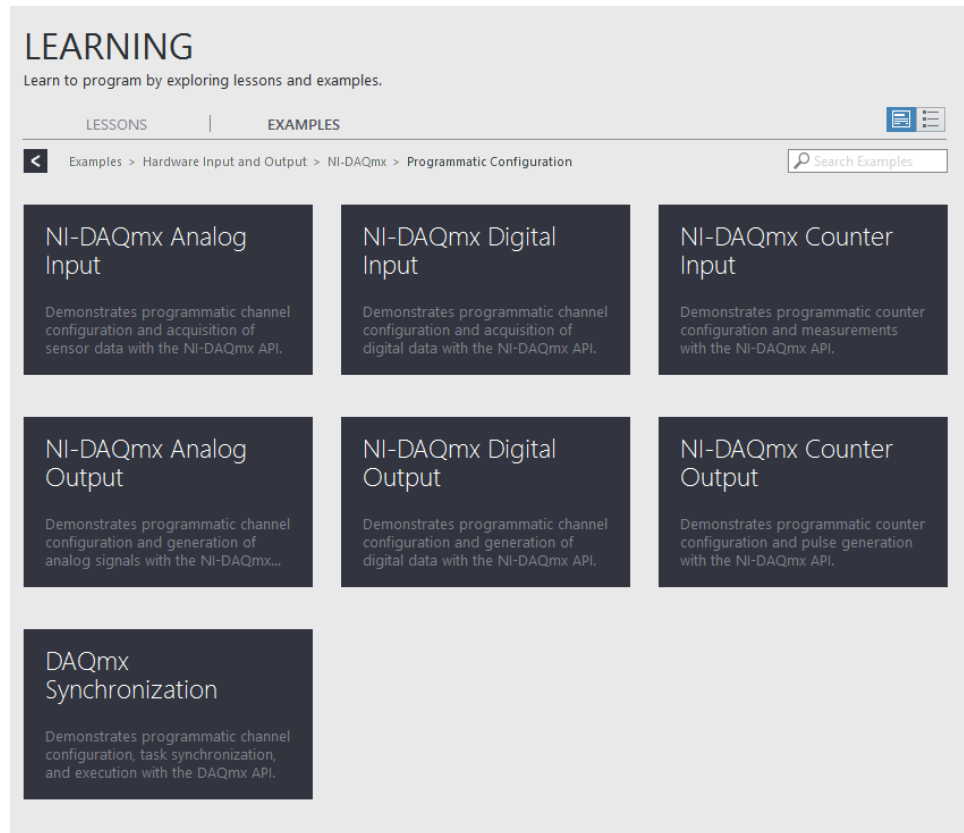 LEARNING
Learn to program by exploring lessons and examples.
LESSONS | EXAMPLES
< Examples > Hardware Input and Output > NI-DAQmx > Programmatic Configuration
Search Examples
NI-DAQmx Analog
Input
Demonstrates programmatic channel
configuration and acquisition of
sensor data with the NI-DAQmx API.
NI-DAQmx Digital
Input
Demonstrates programmatic channel
configuration and acquisition of
digital data with the NI-DAQmx API.
NI-DAQmx Counter
Input
Demonstrates programmatic counter
configuration and measurements
with the NI-DAQmx API.
NI-DAQmx Analog
Output
Demonstrates programmatic channel
configuration and generation of
analog signals with the NI-DAQmx...
NI-DAQmx Digital
Output
Demonstrates programmatic channel
configuration and generation of
digital data with the NI-DAQmx API.
NI-DAQmx Counter
Output
Demonstrates programmatic counter
configuration and pulse generation
with the NI-DAQmx API.
DAQmx
Synchronization
Demonstrates programmatic channel
configuration, task synchronization,
and execution with the DAQmx API.